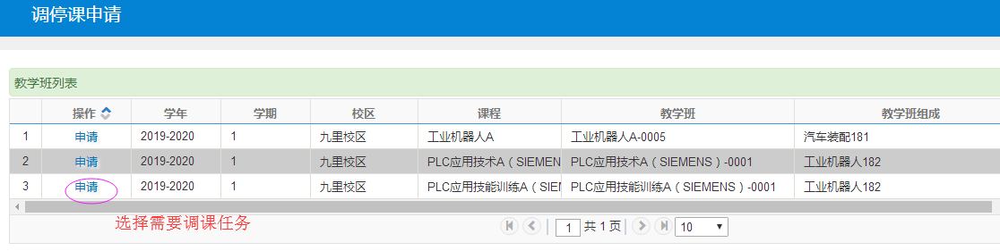 调停课申请
教学班列表
操作 学年 学期 校区 课程 教学班 教学班组成
1 申请 2019-2020 1 九里校区 工业机器人A 工业机器人A-0005 汽车装配181
2 申请 2019-2020 1 九里校区 PLC应用技术A（SIEMEN PLC应用技术A（SIEMENS）-0001 工业机器人182
3 申请 2019-2020 1 九里校区 PLC应用技能训练A（SIE PLC应用技能训练A（SIEMENS）-0001 工业机器人182
选择需要调课任务
1 共 1 页 10